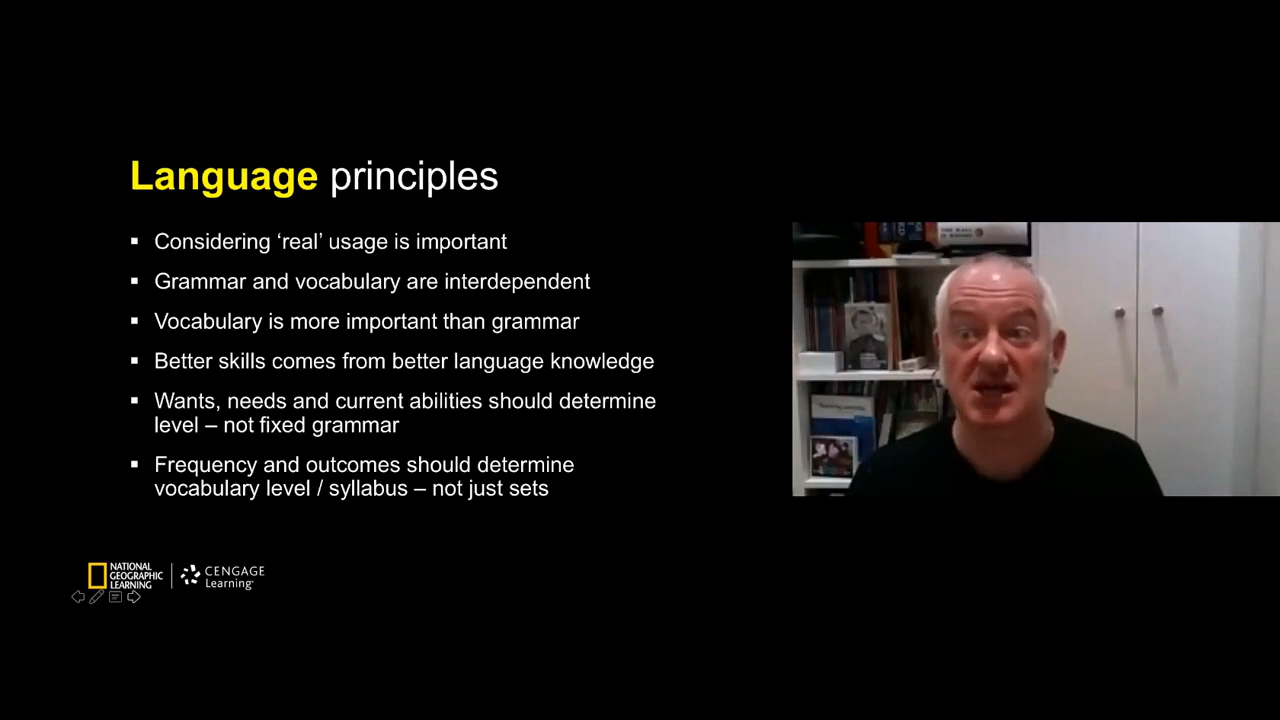 Language principles
Considering ‘real’ usage is important
Grammar and vocabulary are interdependent
Vocabulary is more important than grammar
Better skills comes from better language knowledge
Wants, needs and current abilities should determine
level – not fixed grammar
Frequency and outcomes should determine
vocabulary level / syllabus – not just sets
NATIONAL
GEOGRAPHIC
LEARNING
CENGAGE
Learning